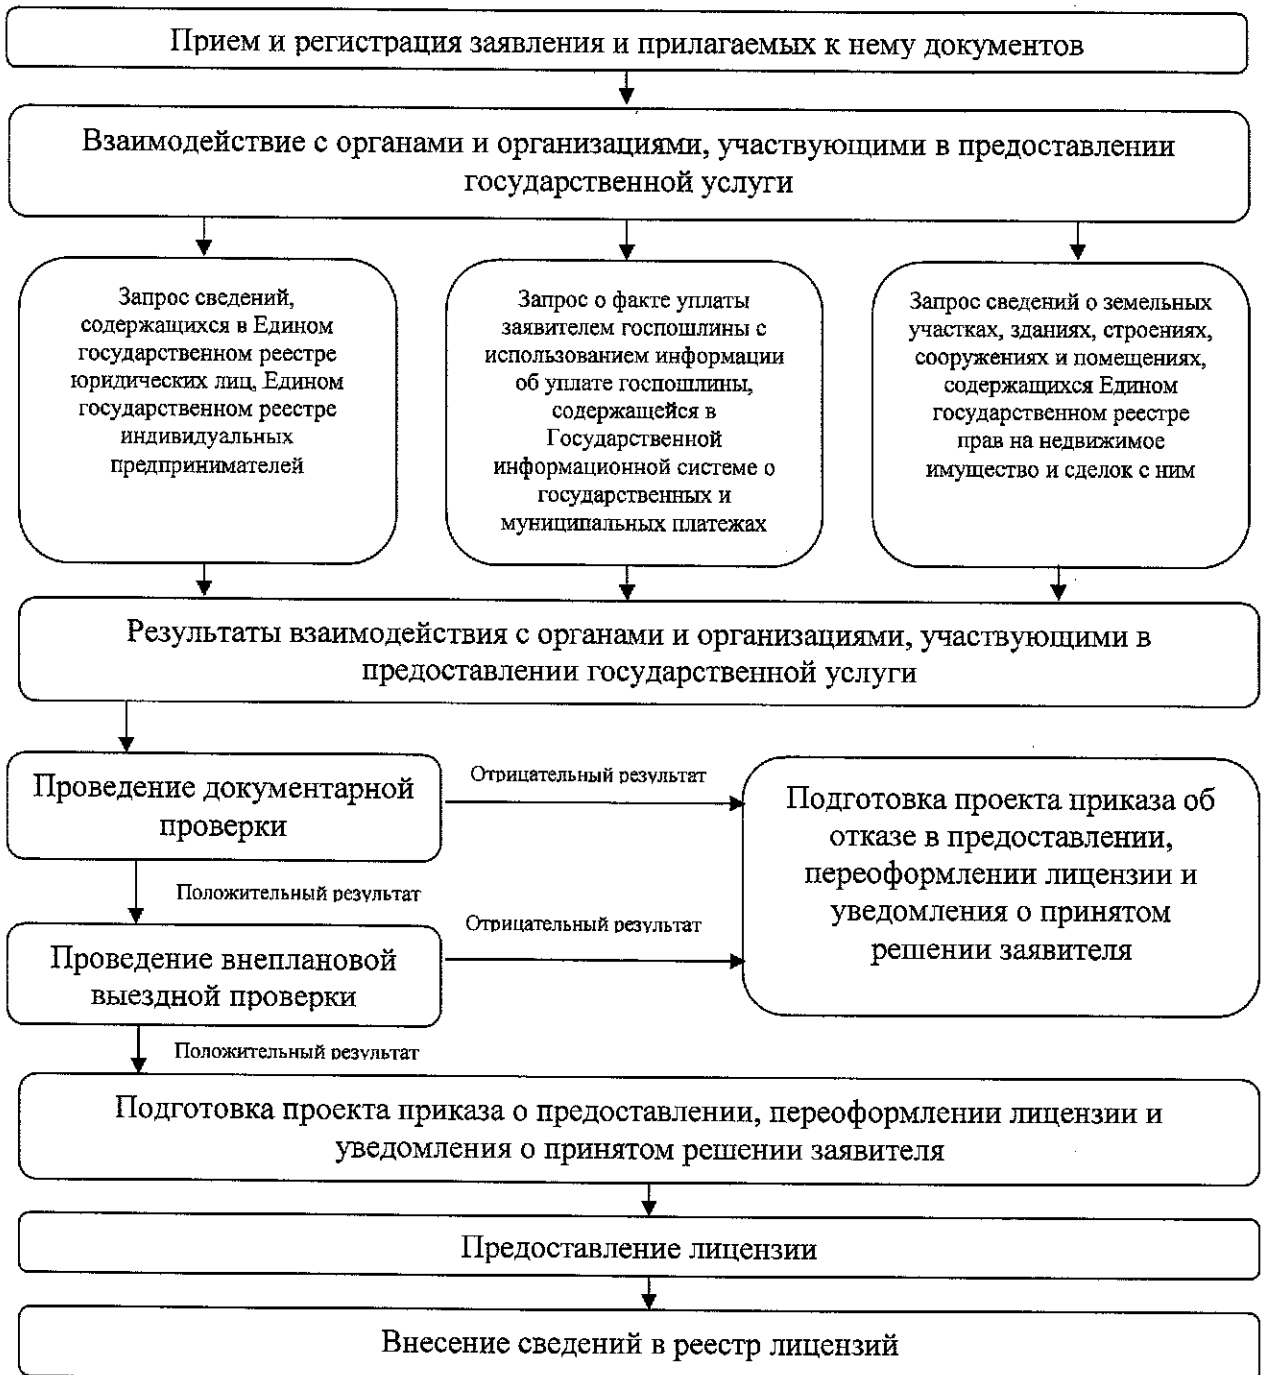 Прием и регистрация заявления и прилагаемых к нему документов
Взаимодействие с органами и организациями, участвующими в предоставлении
государственной услуги
Запрос сведений,
содержащихся в Едином
государственном реестре
юридических лиц, Едином
государственном реестре
индивидуальных
предпринимателей
Запрос о факте уплаты
заявителем госпошлины с
использованием информации
об уплате госпошлины,
содержащейся в
Государственной
информационной системе о
государственных и
муниципальных платежах
Запрос сведений о земельных
участках, зданиях, строениях,
сооружениях и помещениях,
содержащихся Едином
государственном реестре
прав на недвижимое
имущество и сделок с ним
Результаты взаимодействия с органами и организациями, участвующими в
предоставлении государственной услуги
Проведение документарной
проверки
Отрицательный результат
Подготовка проекта приказа об
отказе в предоставлении,
переоформлении лицензии и
уведомления о принятом
решении заявителя
Положительный результат
Отрицательный результат
Проведение внеплановой
выездной проверки
Положительный результат
Подготовка проекта приказа о предоставлении, переоформлении лицензии и
уведомления о принятом решении заявителя
Предоставление лицензии
Внесение сведений в реестр лицензий